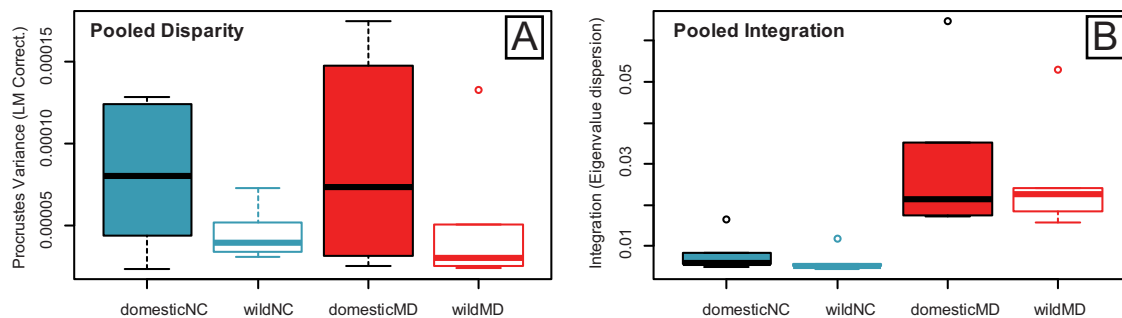 Pooled Disparity
A
Procrustes Variance (LM Correct.)
0.00015
0.00010
0.00005
domesticNC wildNC domesticMD wildMD
Pooled Integration
B
Integration (Eigenvalue dispersion)
0.05
0.03
0.01
domesticNC wildNC domesticMD wildMD